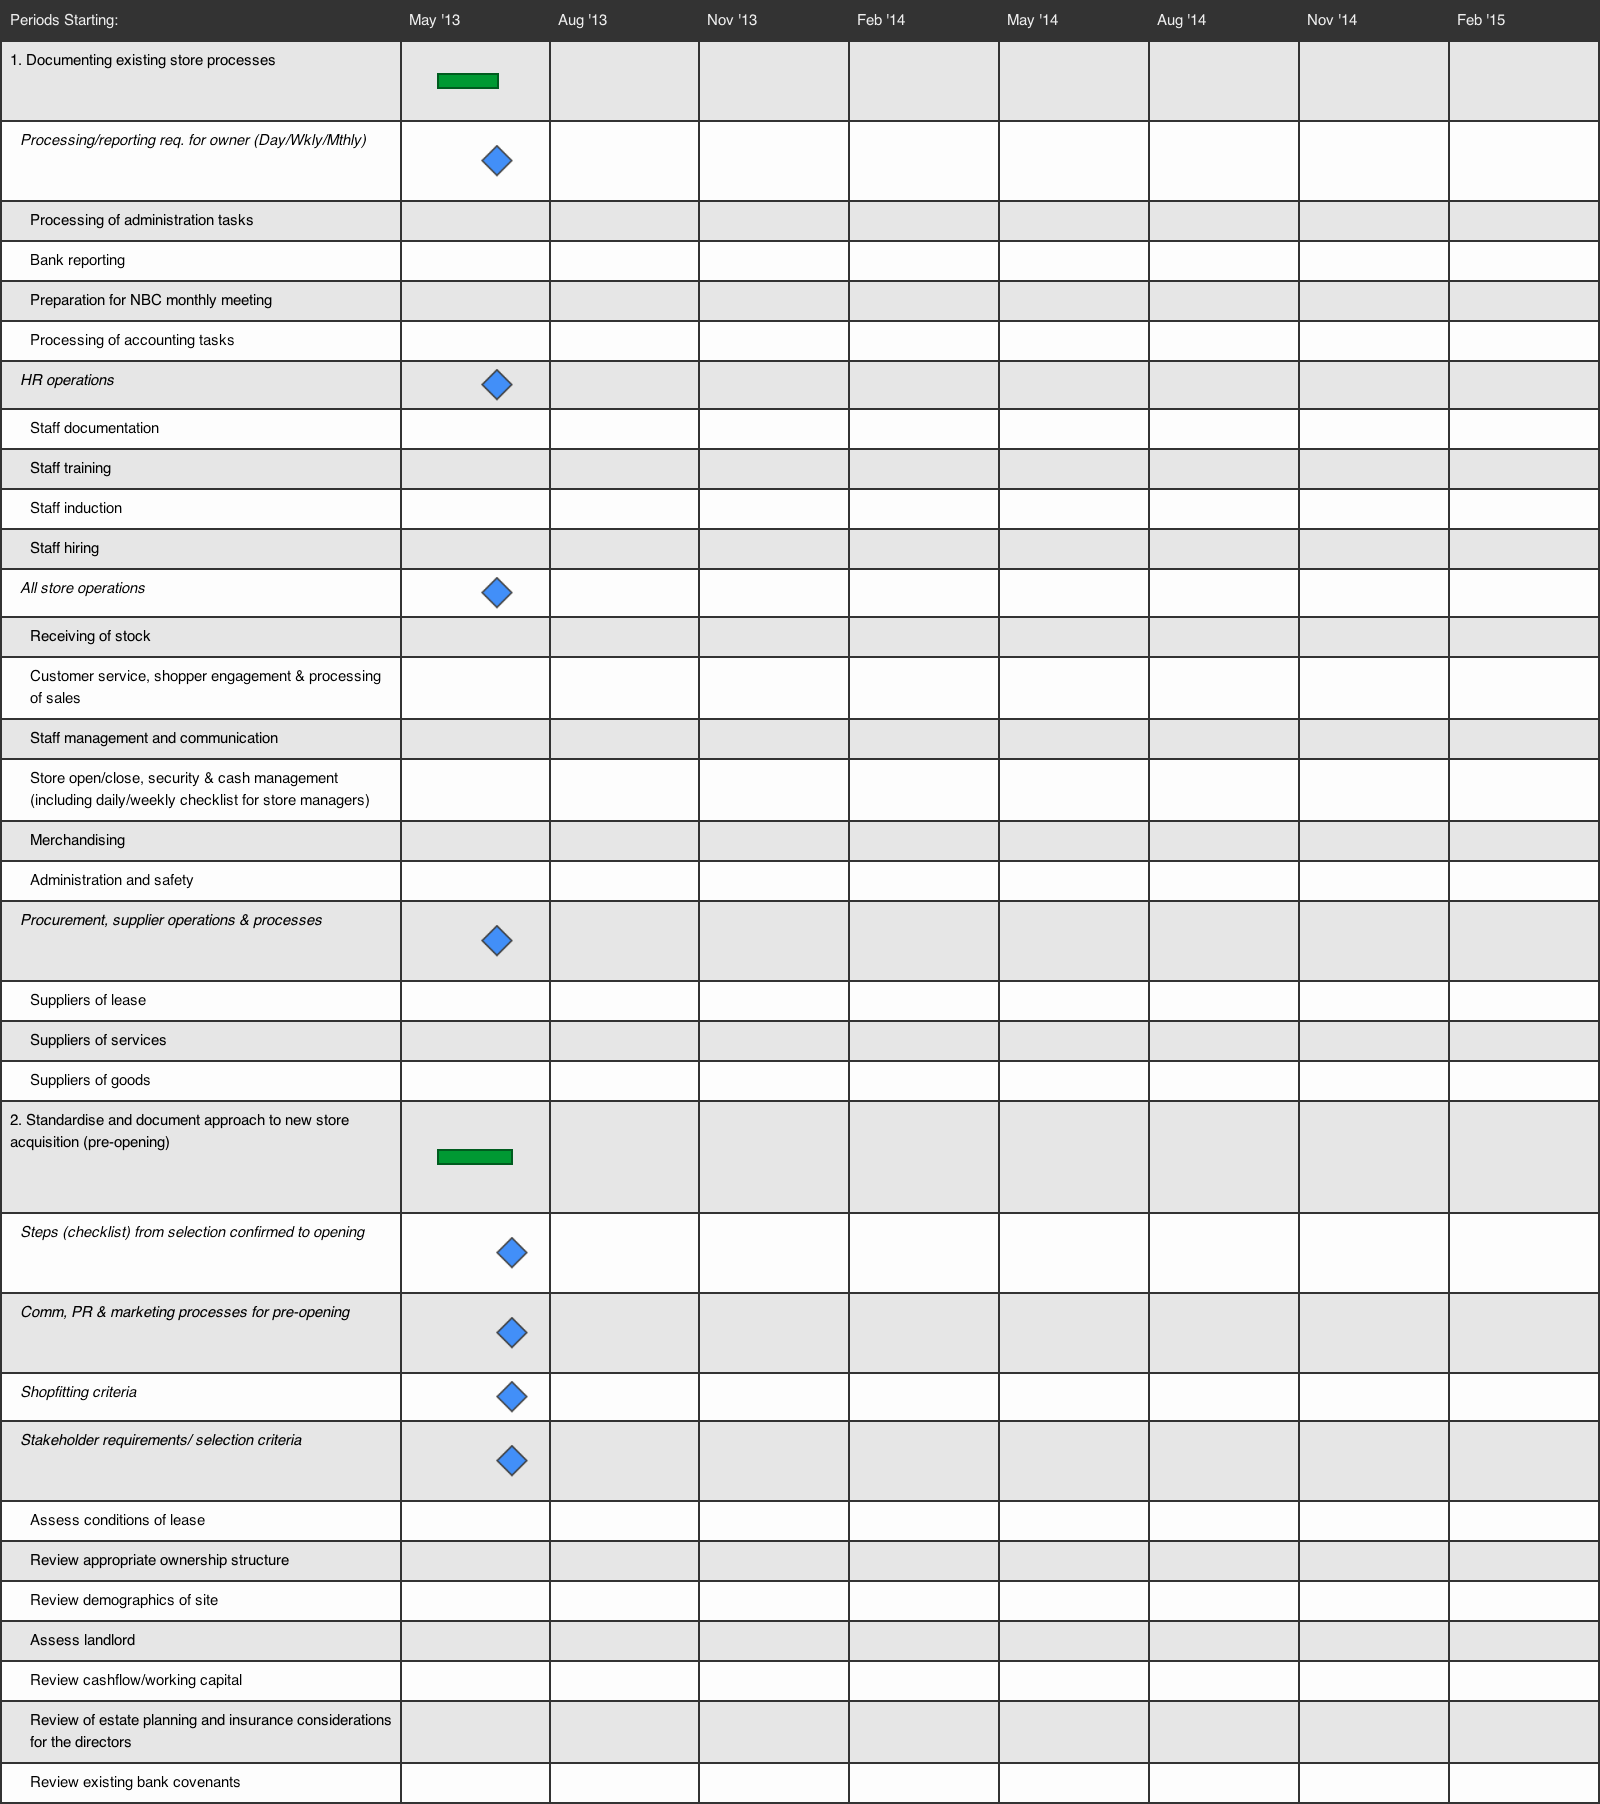 Periods Starting: May '13 Aug '13 Nov '13 Feb '14 May '14 Aug '14 Nov '14 Feb '15
1. Documenting existing store processes
Processing/reporting req. for owner (Day/Wkly/Mthly)
Processing of administration tasks
Bank reporting
Preparation for NBC monthly meeting
Processing of accounting tasks
HR operations
Staff documentation
Staff training
Staff induction
Staff hiring
All store operations
Receiving of stock
Customer service, shopper engagement & processing
of sales
Staff management and communication
Store open/close, security & cash management
(including daily/weekly checklist for store managers)
Merchandising
Administration and safety
Procurement, supplier operations & processes
Suppliers of lease
Suppliers of services
Suppliers of goods
2. Standardise and document approach to new store
acquisition (pre-opening)
Steps (checklist) from selection confirmed to opening
Comm, PR & marketing processes for pre-opening
Shopfitting criteria
Stakeholder requirements/ selection criteria
Assess conditions of lease
Review appropriate ownership structure
Review demographics of site
Assess landlord
Review cashflow/working capital
Review of estate planning and insurance considerations
for the directors
Review existing bank covenants